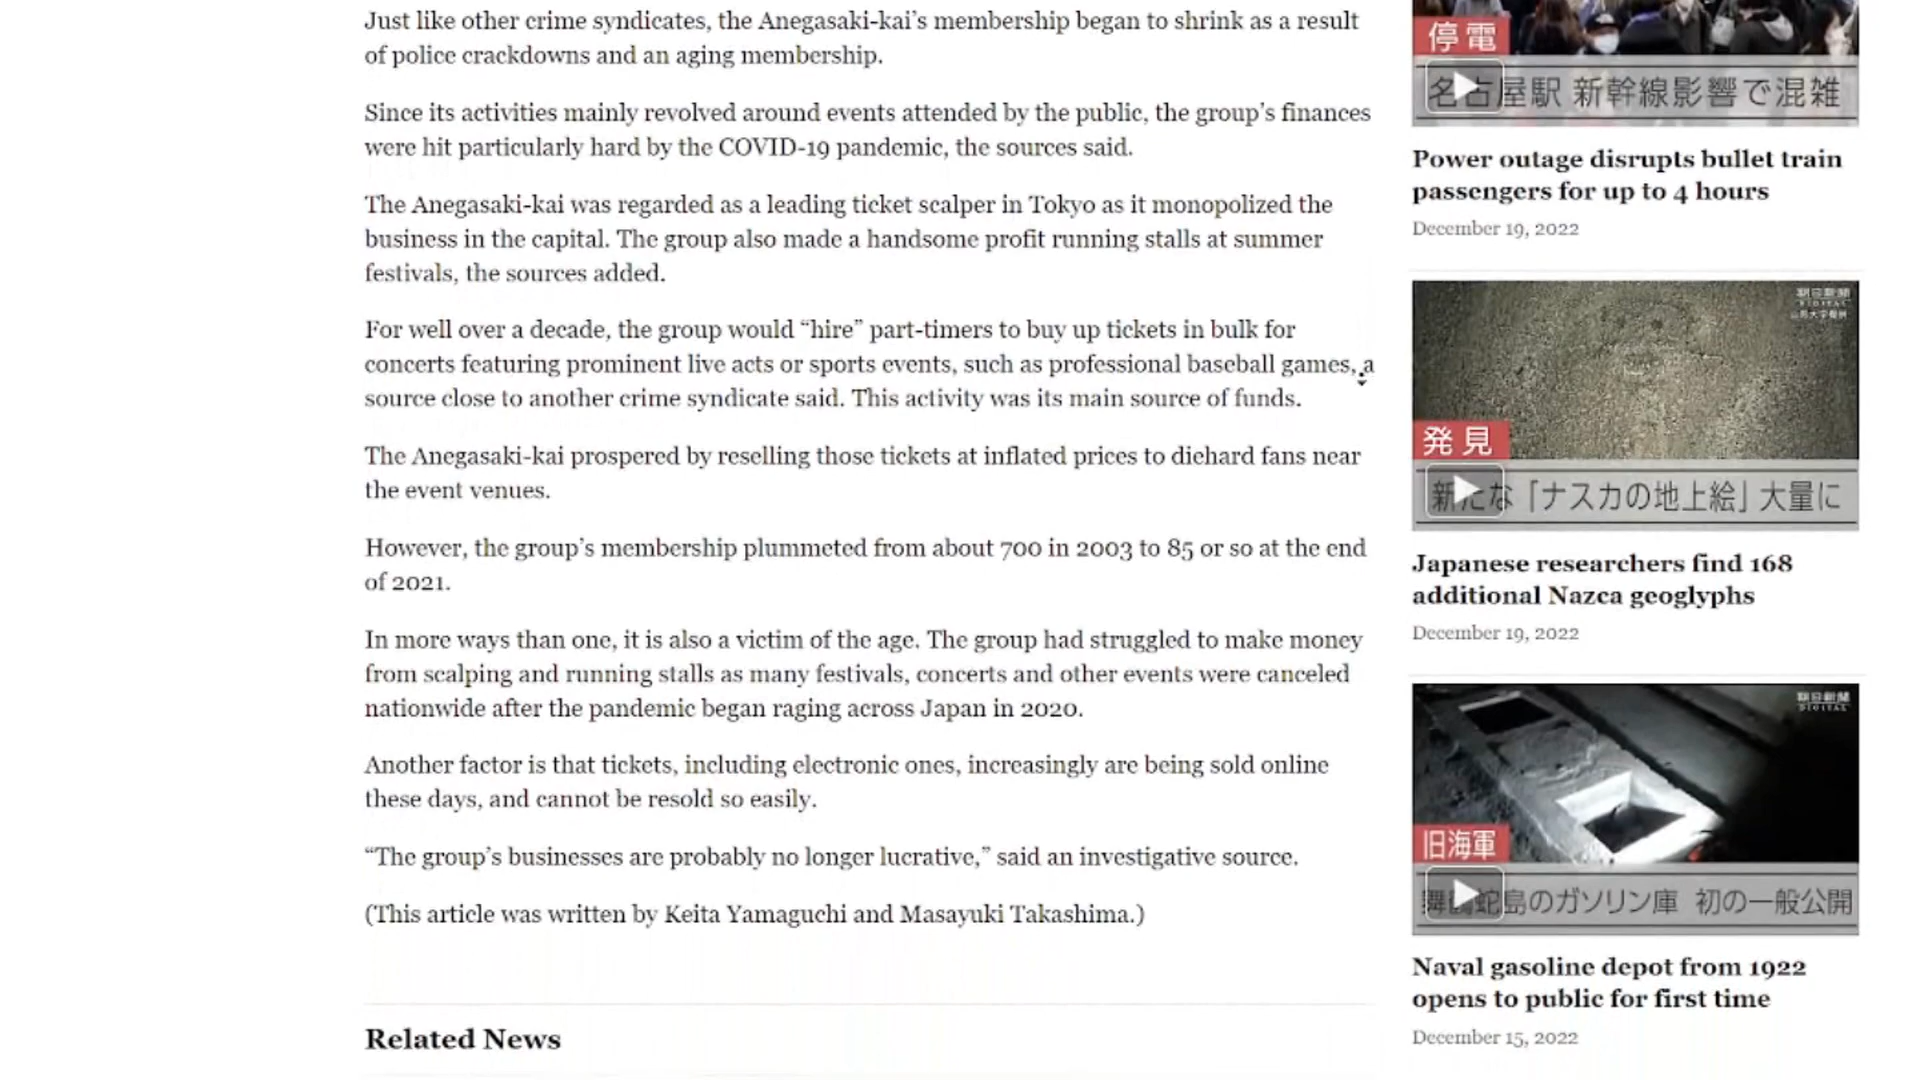 Just like other crime syndicates, the Anegasaki-kai’s membership began to shrink as a result
of police crackdowns and an aging membership.
Since its activities mainly revolved around events attended by the public, the group’s finances
were hit particularly hard by the COVID-19 pandemic, the sources said.
The Anegasaki-kai was regarded as a leading ticket scalper in Tokyo as it monopolized the
business in the capital. The group also made a handsome profit running stalls at summer
festivals, the sources added.
For well over a decade, the group would “hire” part-timers to buy up tickets in bulk for
concerts featuring prominent live acts or sports events, such as professional baseball games, a
source close to another crime syndicate said. This activity was its main source of funds.
The Anegasaki-kai prospered by reselling those tickets at inflated prices to diehard fans near
the event venues.
However, the group’s membership plummeted from about 700 in 2003 to 85 or so at the end
of 2021.
In more ways than one, it is also a victim of the age. The group had struggled to make money
from scalping and running stalls as many festivals, concerts and other events were canceled
nationwide after the pandemic began raging across Japan in 2020.
Another factor is that tickets, including electronic ones, increasingly are being sold online
these days, and cannot be resold so easily.
“The group’s businesses are probably no longer lucrative,” said an investigative source.
(This article was written by Keita Yamaguchi and Masayuki Takashima.)
Related News
停電
名古屋駅 新幹線影響で混雑
Power outage disrupts bullet train
passengers for up to 4 hours
December 19, 2022
朝日新聞
DIGITAL
発見
新たな「ナスカの地上絵」大量に
Japanese researchers find 168
additional Nazca geoglyphs
December 19, 2022
朝日新聞
DIGITAL
旧海軍
蛇島のガソリン庫 初の一般公開
Naval gasoline depot from 1922
opens to public for first time
December 15, 2022